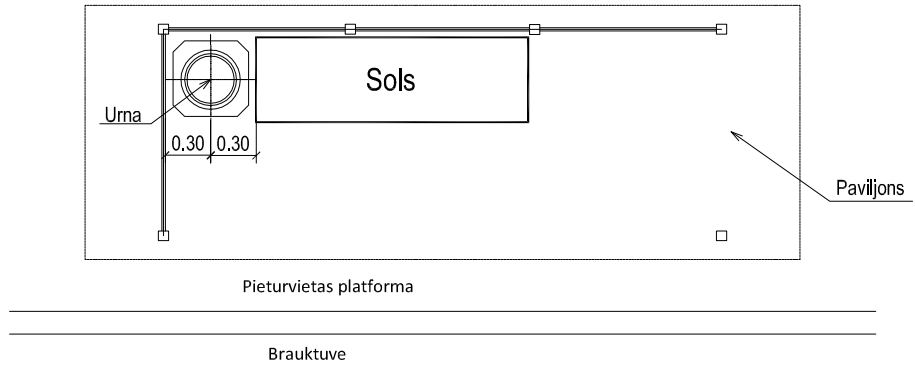 Sols
Urna
0.30 0.30
Paviljons
Pieturvietas platforma
Brauktuve